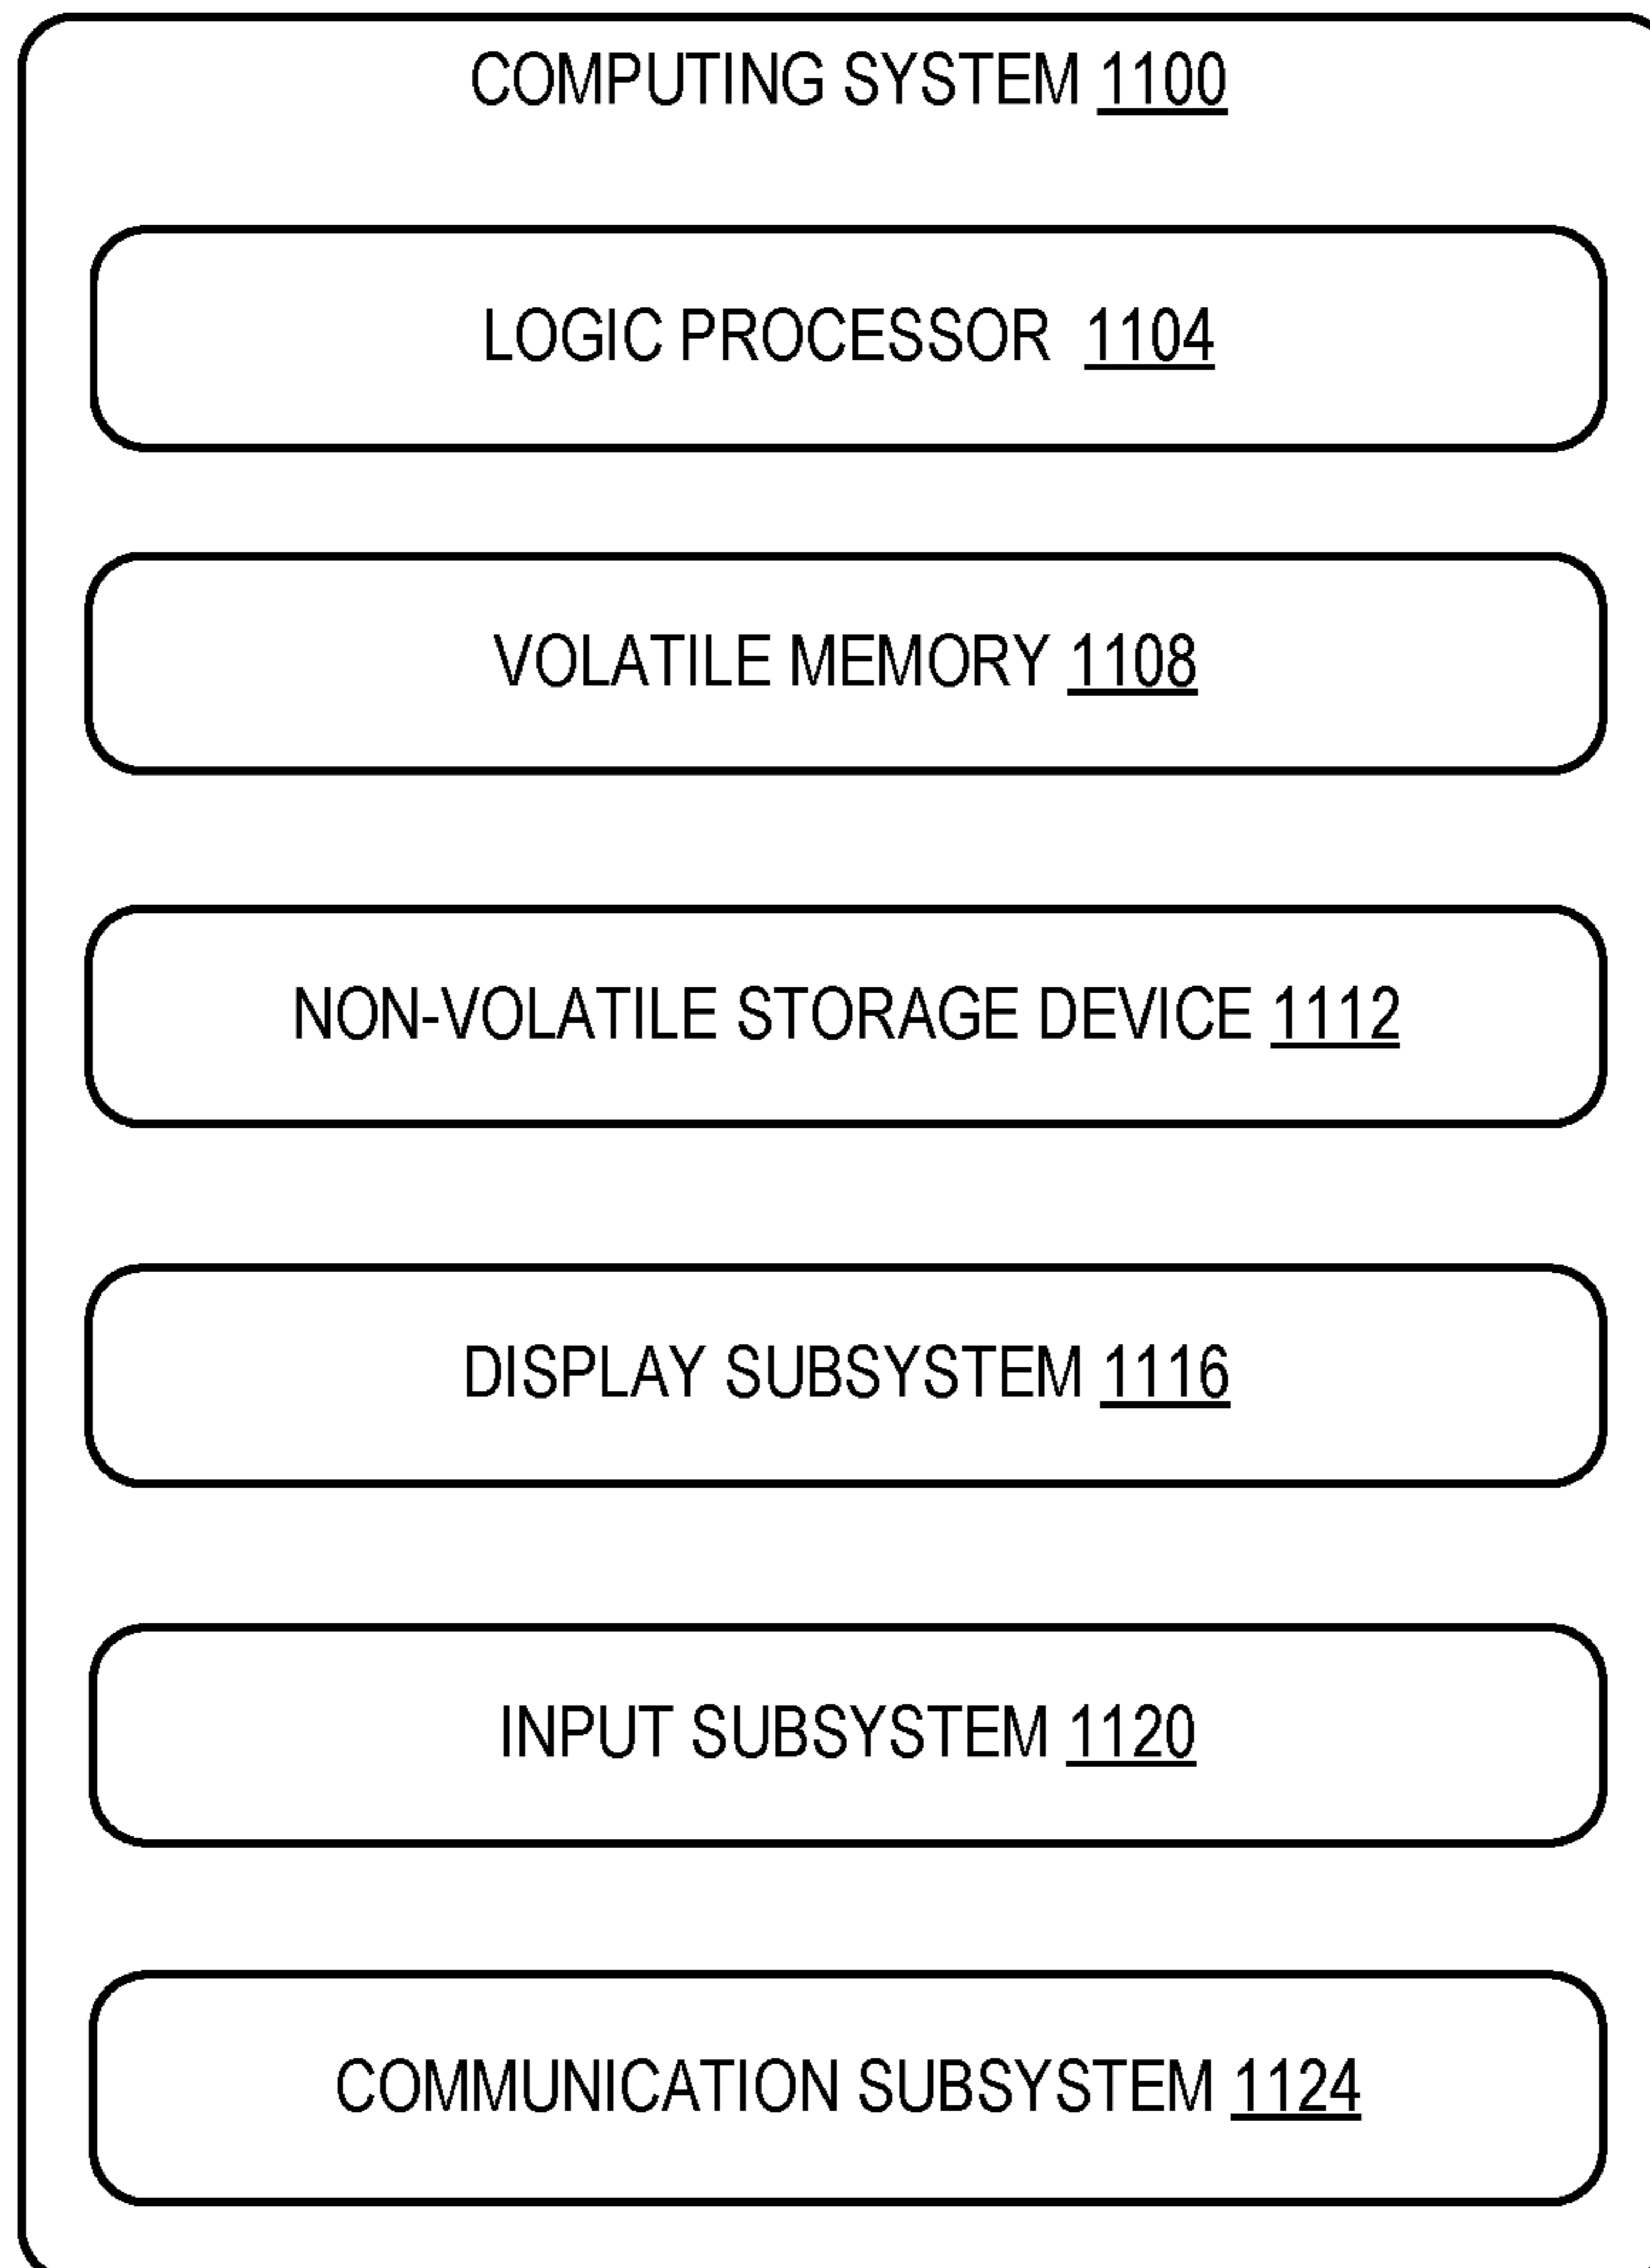 COMPUTING SYSTEM 1100
LOGIC PROCESSOR 1104
VOLATILE MEMORY 1108
NON-VOLATILE STORAGE DEVICE 1112
DISPLAY SUBSYSTEM 1116
INPUT SUBSYSTEM 1120
COMMUNICATION SUBSYSTEM 1124